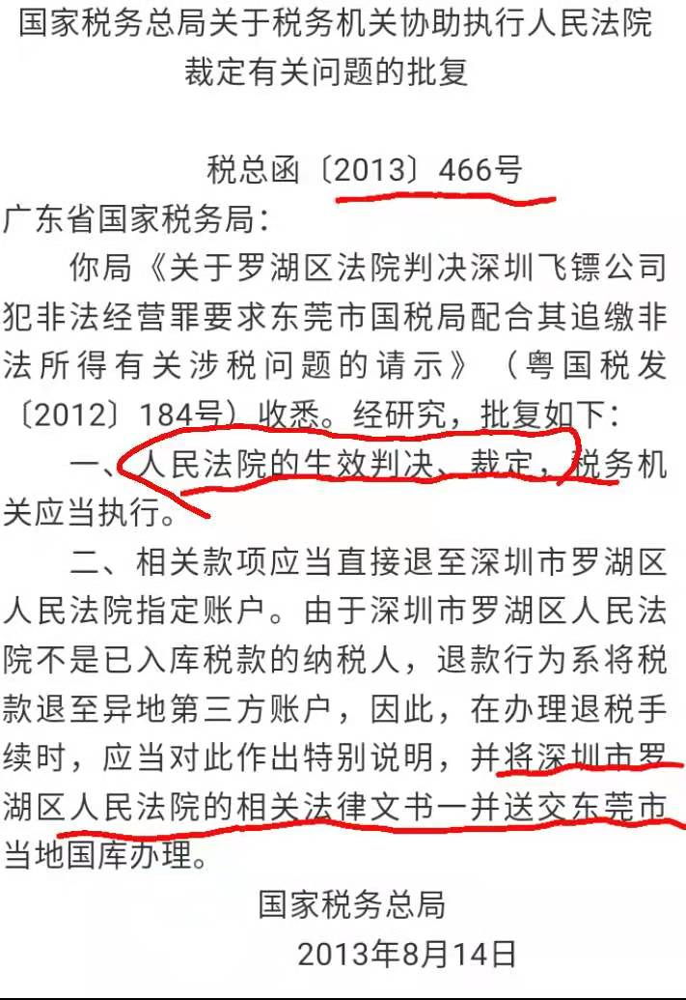 国家税务总局关于税务机关协助执行人民法院
裁定有关问题的批复
税总函〔2013〕466号
广东省国家税务局：
你局《关于罗湖区法院判决深圳飞镖公司
犯非法经营罪要求东莞市国税局配合其追缴非
法所得有关涉税问题的请示》（粤国税发
〔2012〕184号）收悉。经研究，批复如下：
一、人民法院的生效判决、裁定，税务机
关应当执行。
二、相关款项应当直接退至深圳市罗湖区
人民法院指定账户。由于深圳市罗湖区人民法
院不是已入库税款的纳税人，退款行为系将税
款退至异地第三方账户，因此，在办理退税手
续时，应当对此作出特别说明，并将深圳市罗
湖区人民法院的相关法律文书一并送交东莞市
当地国库办理。
国家税务总局
2013年8月14日